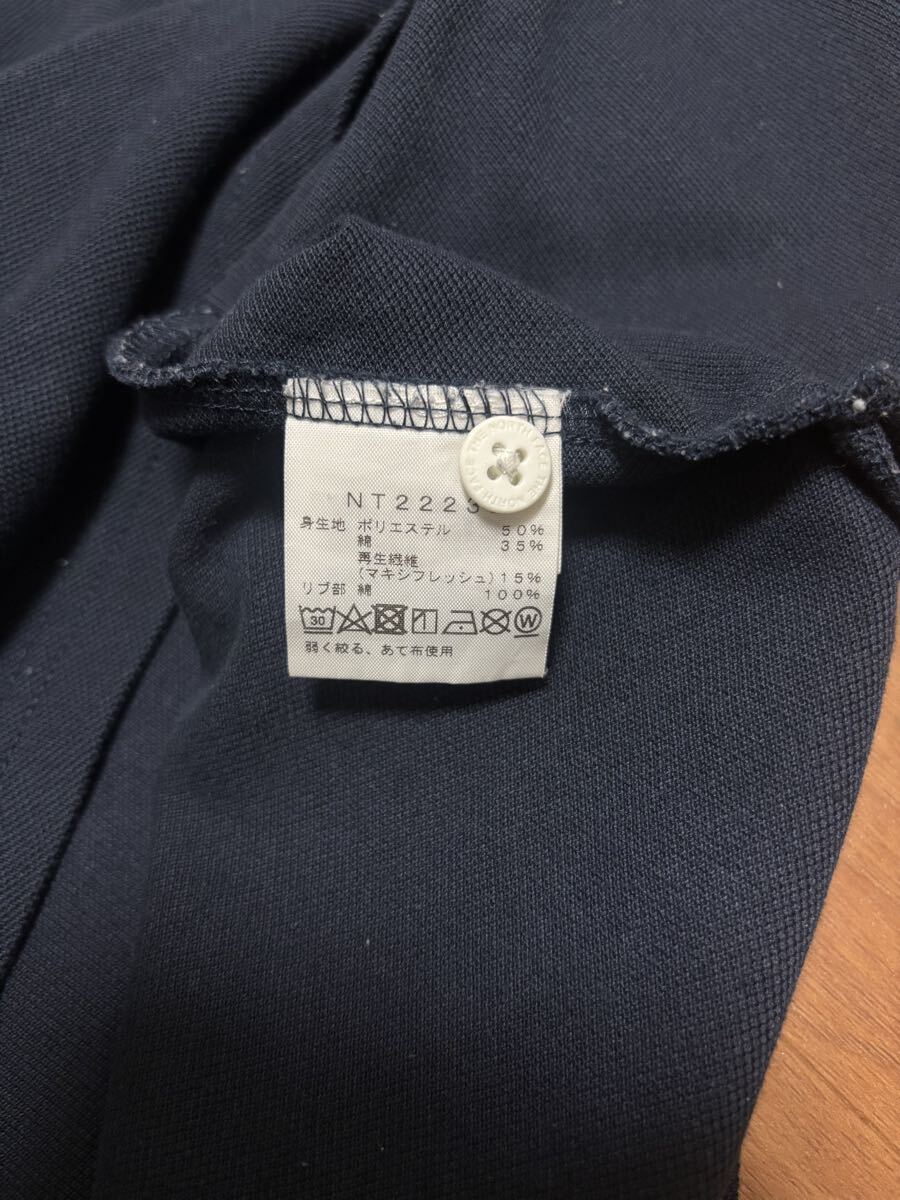 THE NORTH FACE THE NORTH FACE
NT2223
身生地 ポリエステル 50%
綿 35%
再生繊維
(マキシフレッシュ)15%
リブ部 綿 100%
30 W
弱く絞る、あて布使用